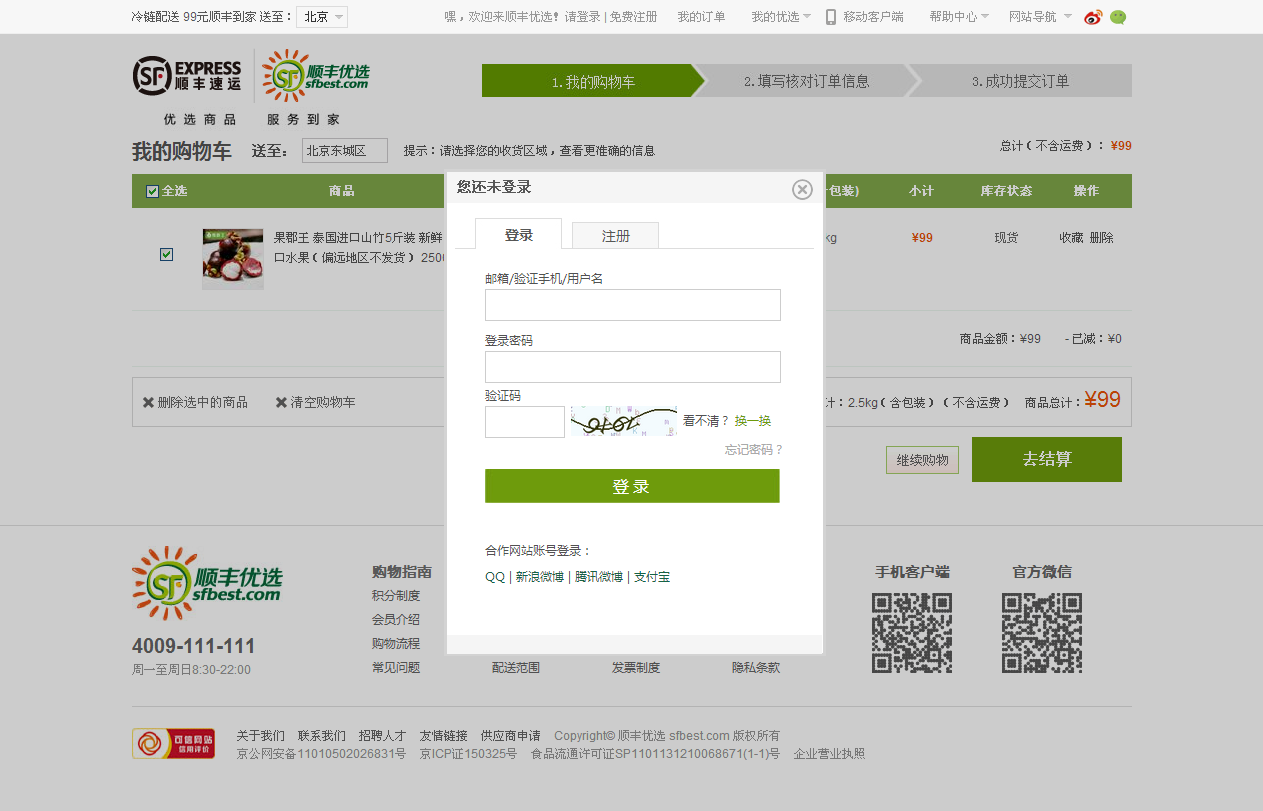 冷链配送 99元顺丰到家 送至： 北京 嘿，欢迎来顺丰优选！请登录 | 免费注册 我的订单 我的优选 移动客户端 帮助中心 网站导航
SF EXPRESS 顺丰速运 SF 顺丰优选 sfbest.com
优选商品 服务到家
1.我的购物车 2.填写核对订单信息 3.成功提交订单
我的购物车 送至： 北京东城区 提示：请选择您的收货区域，查看更准确的信息 总计（不含运费）：¥99
全选 商品 包装) 小计 库存状态 操作
果郡王 泰国进口山竹5斤装 新鲜
口水果（偏远地区不发货） 250
kg ¥99 现货 收藏 删除
商品金额：¥99 - 已减：¥0
删除选中的商品 清空购物车 计：2.5kg（含包装）（不含运费） 商品总计：¥99
继续购物 去结算
您还未登录
登录 注册
邮箱/验证手机/用户名
登录密码
验证码
看不清？ 换一换
忘记密码？
登 录
合作网站账号登录：
QQ | 新浪微博 | 腾讯微博 | 支付宝
SF 顺丰优选 sfbest.com
4009-111-111
周一至周日8:30-22:00
购物指南
积分制度
会员介绍
购物流程
常见问题 配送范围 发票制度 隐私条款
手机客户端 官方微信
可信网站
信用评价
关于我们 联系我们 招聘人才 友情链接 供应商申请 Copyright© 顺丰优选 sfbest.com 版权所有
京公网安备11010502026831号 京ICP证150325号 食品流通许可证SP1101131210068671(1-1)号 企业营业执照